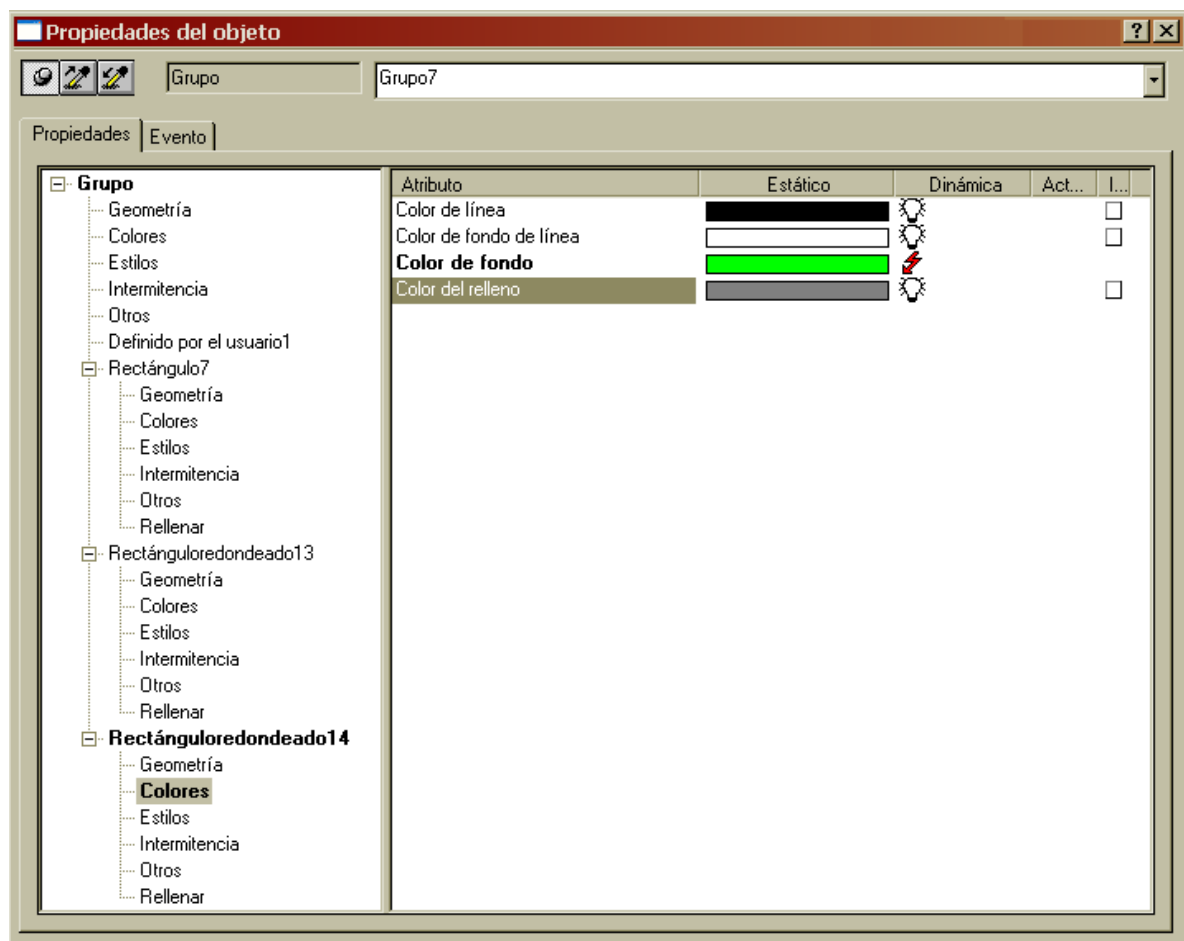 Propiedades del objeto
Grupo
Grupo7
Propiedades
Evento
Grupo
Geometría
Colores
Estilos
Intermitencia
Otros
Definido por el usuario1
Rectángulo7
Geometría
Colores
Estilos
Intermitencia
Otros
Rellenar
Rectánguloredondeado13
Geometría
Colores
Estilos
Intermitencia
Otros
Rellenar
Rectánguloredondeado14
Geometría
Colores
Estilos
Intermitencia
Otros
Rellenar
Atributo Estático Dinámica Act... I...
Color de línea
Color de fondo de línea
Color de fondo
Color del relleno